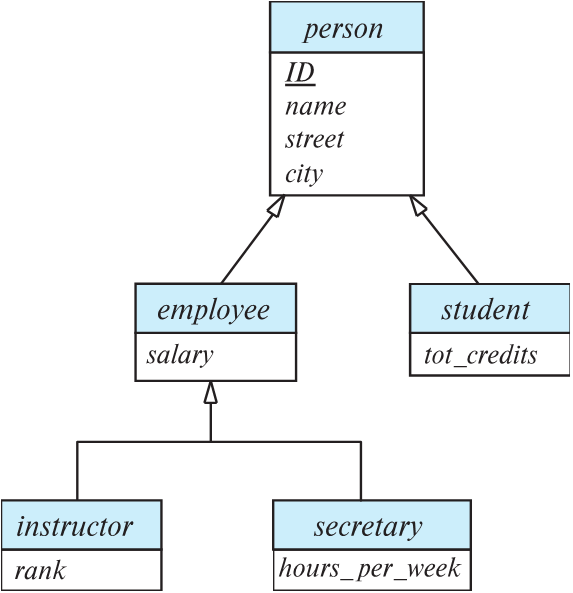 person
ID
name
street
city
employee
salary
student
tot_credits
instructor
rank
secretary
hours_per_week